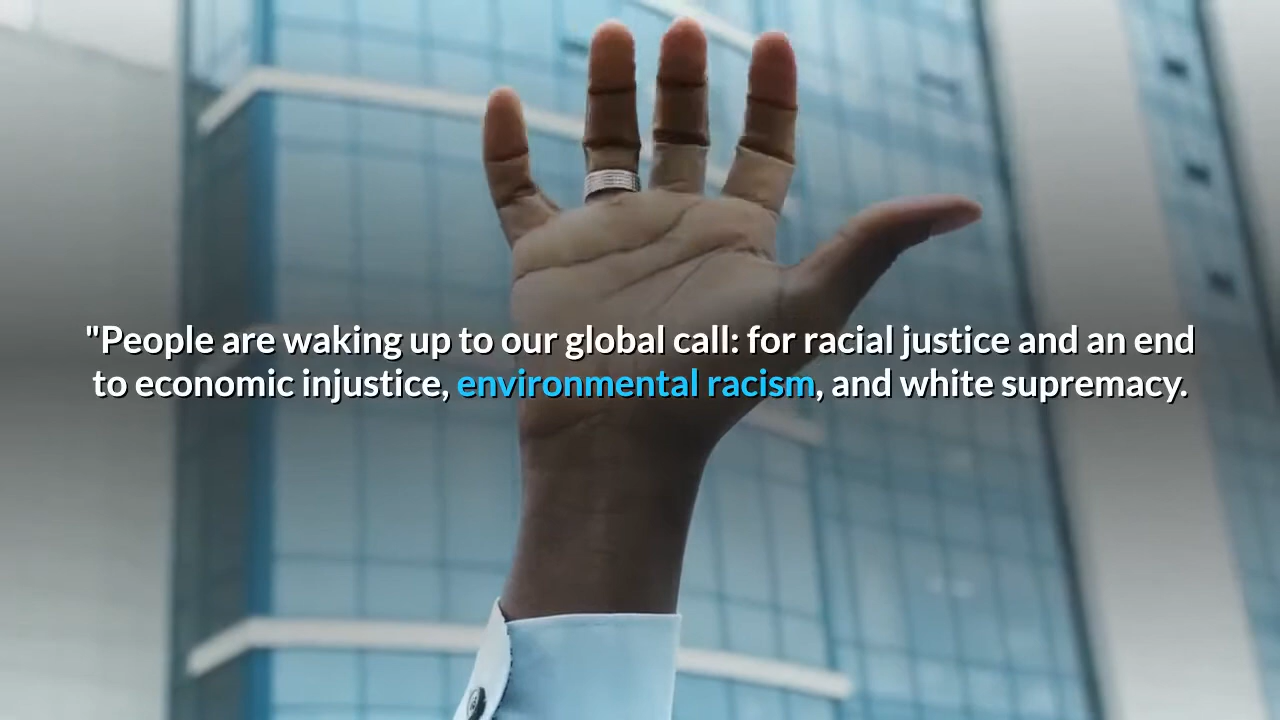 "People are waking up to our global call: for racial justice and an end
to economic injustice, environmental racism, and white supremacy.